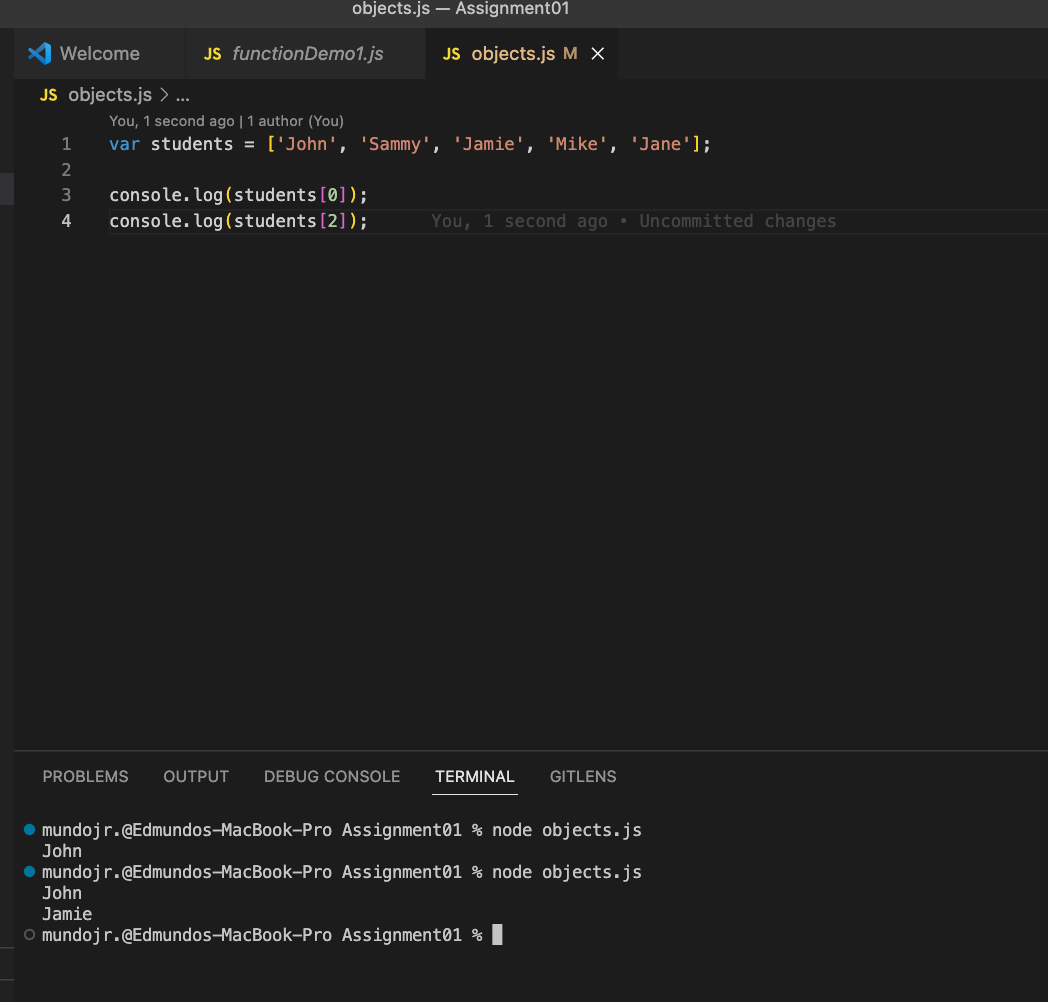 objects.js — Assignment01
Welcome
JS functionDemo1.js
JS objects.js M
JS objects.js > ...
You, 1 second ago | 1 author (You)
1 var students = ['John', 'Sammy', 'Jamie', 'Mike', 'Jane'];
2
3 console.log(students[0]);
4 console.log(students[2]); You, 1 second ago • Uncommitted changes
PROBLEMS OUTPUT DEBUG CONSOLE TERMINAL GITLENS
mundojr.@Edmundos-MacBook-Pro Assignment01 % node objects.js
John
mundojr.@Edmundos-MacBook-Pro Assignment01 % node objects.js
John
Jamie
mundojr.@Edmundos-MacBook-Pro Assignment01 %